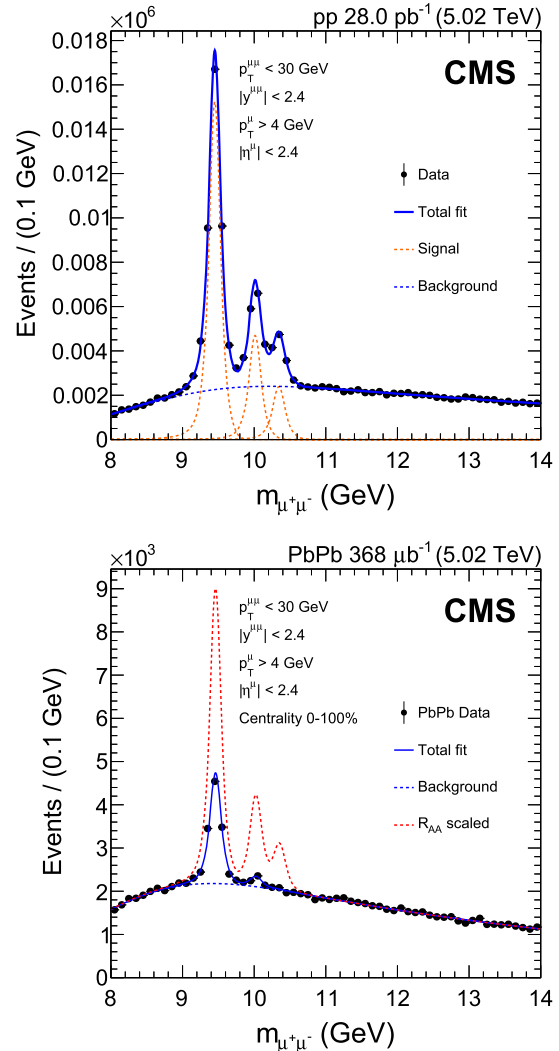 ×10⁶
pp 28.0 pb⁻¹ (5.02 TeV)
CMS
p_T^μμ < 30 GeV
|y^μμ| < 2.4
p_T^μ > 4 GeV
|η^μ| < 2.4
Data
Total fit
Signal
Background
Events / (0.1 GeV)
0.018
0.016
0.014
0.012
0.01
0.008
0.006
0.004
0.002
0
8 9 10 11 12 13 14
m_μ⁺μ⁻ (GeV)
×10³
PbPb 368 μb⁻¹ (5.02 TeV)
CMS
p_T^μμ < 30 GeV
|y^μμ| < 2.4
p_T^μ > 4 GeV
|η^μ| < 2.4
Centrality 0-100%
PbPb Data
Total fit
Background
R_AA scaled
Events / (0.1 GeV)
9
8
7
6
5
4
3
2
1
0
8 9 10 11 12 13 14
m_μ⁺μ⁻ (GeV)